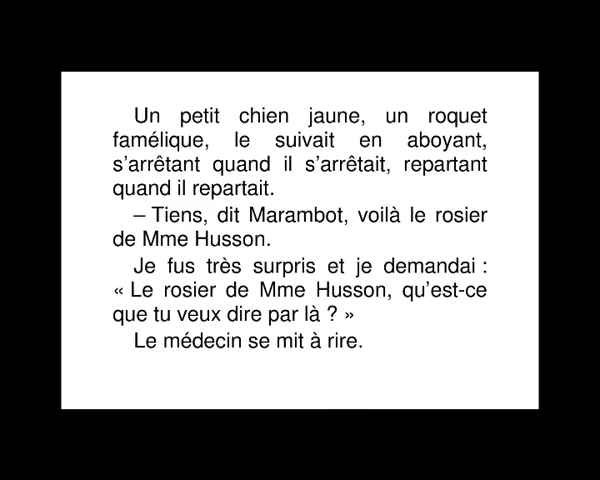 Un petit chien jaune, un roquet
famélique, le suivait en aboyant,
s'arrêtant quand il s'arrêtait, repartant
quand il repartait.
– Tiens, dit Marambot, voilà le rosier
de Mme Husson.
Je fus très surpris et je demandai :
« Le rosier de Mme Husson, qu'est-ce
que tu veux dire par là ? »
Le médecin se mit à rire.